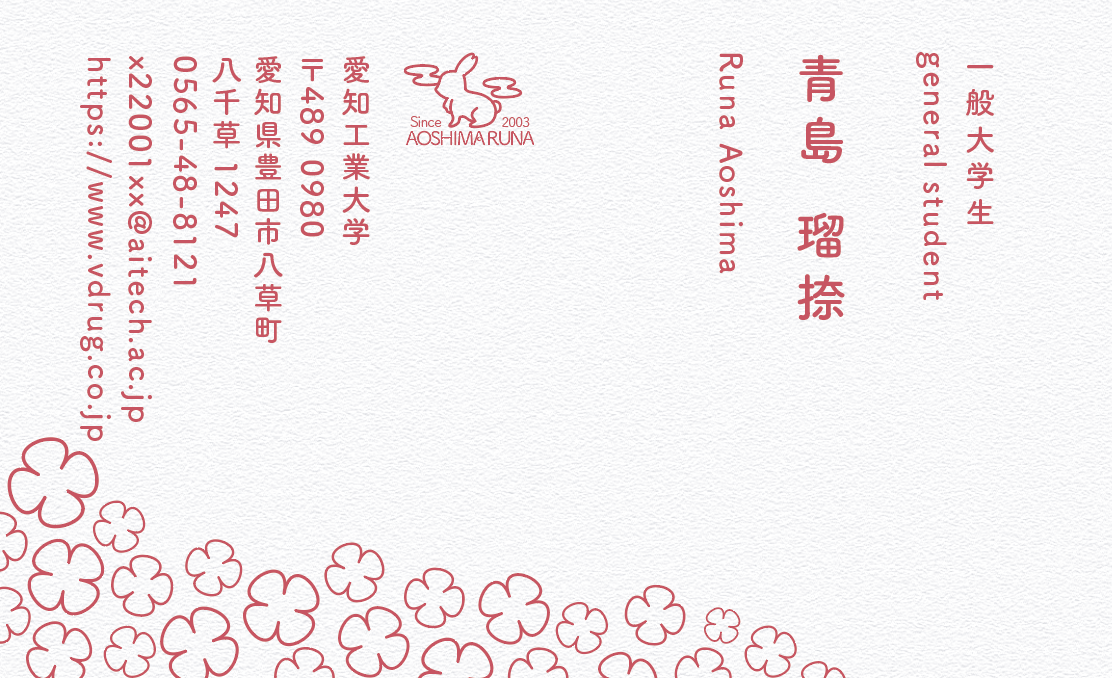 一般大学生
general student
青島 瑠捺
Runa Aoshima
Since 2003
AOSHIMA RUNA
愛知工業大学
〒489 0980
愛知県豊田市八草町
八千草 1247
0565-48-8121
x22001xx@aitech.ac.jp
https://www.vdrug.co.jp